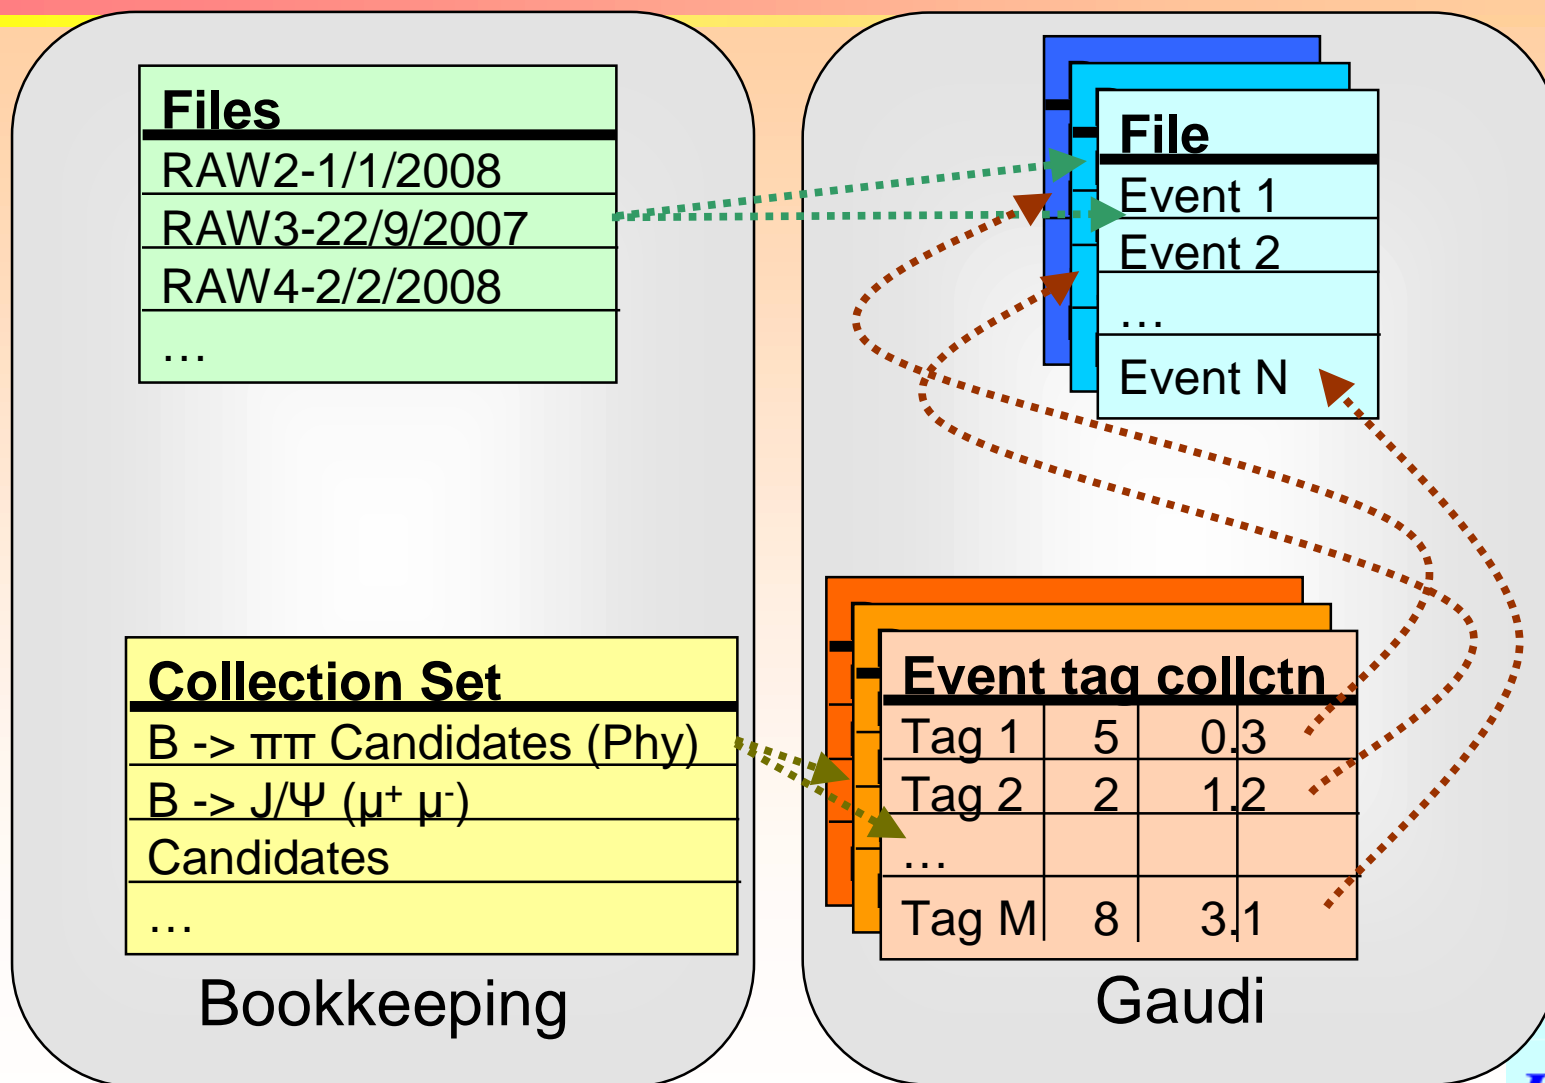 Files
RAW2-1/1/2008
RAW3-22/9/2007
RAW4-2/2/2008
…
Collection Set
B -> ππ Candidates (Phy)
B -> J/Ψ (μ⁺ μ⁻)
Candidates
…
Bookkeeping
File
Event 1
Event 2
…
Event N
Event tag collctn
Tag 1 5 0.3
Tag 2 2 1.2
…
Tag M 8 3.1
Gaudi